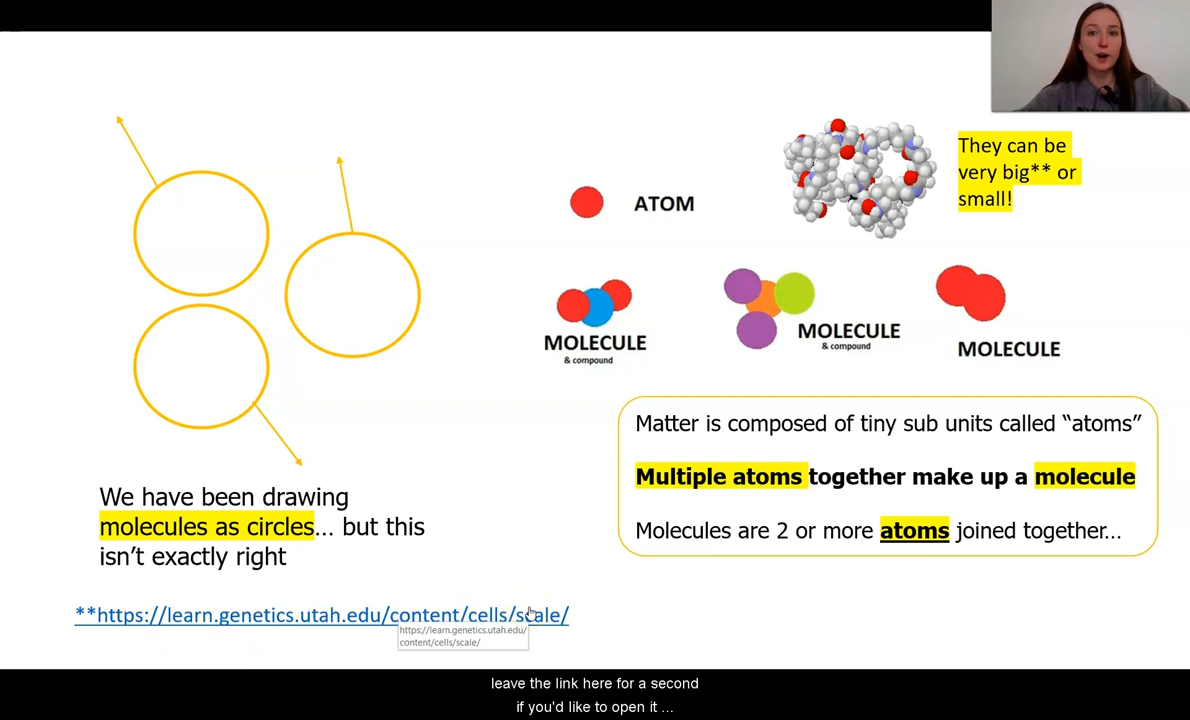 They can be
very big** or
small!
ATOM
MOLECULE
& compound
MOLECULE
& compound
MOLECULE
Matter is composed of tiny sub units called “atoms”
Multiple atoms together make up a molecule
Molecules are 2 or more atoms joined together...
We have been drawing
molecules as circles... but this
isn’t exactly right
**https://learn.genetics.utah.edu/content/cells/scale/
https://learn.genetics.utah.edu/
content/cells/scale/
leave the link here for a second
if you'd like to open it ...